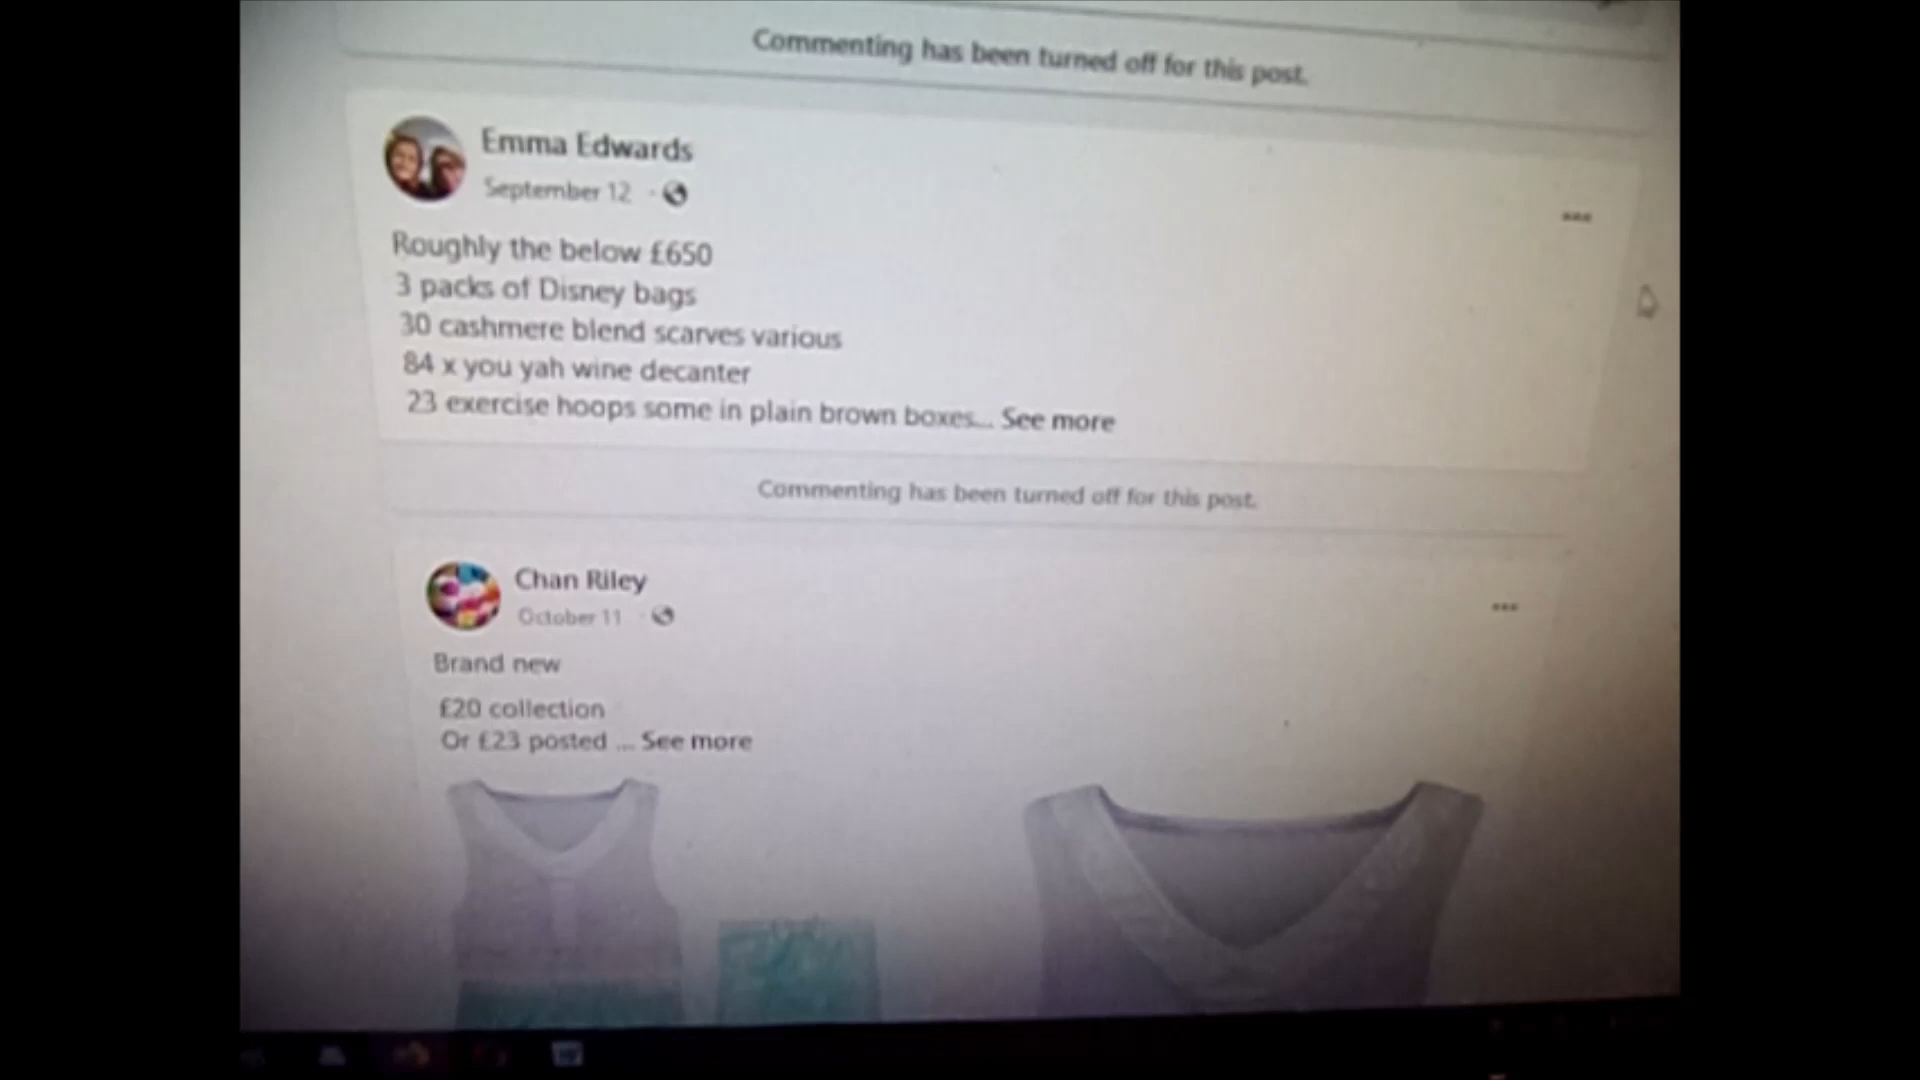 Commenting has been turned off for this post.
Emma Edwards
September 12
Roughly the below £650
3 packs of Disney bags
30 cashmere blend scarves various
84 x you yah wine decanter
23 exercise hoops some in plain brown boxes... See more
Commenting has been turned off for this post.
Chan Riley
October 11
Brand new
£20 collection
Or £23 posted ... See more